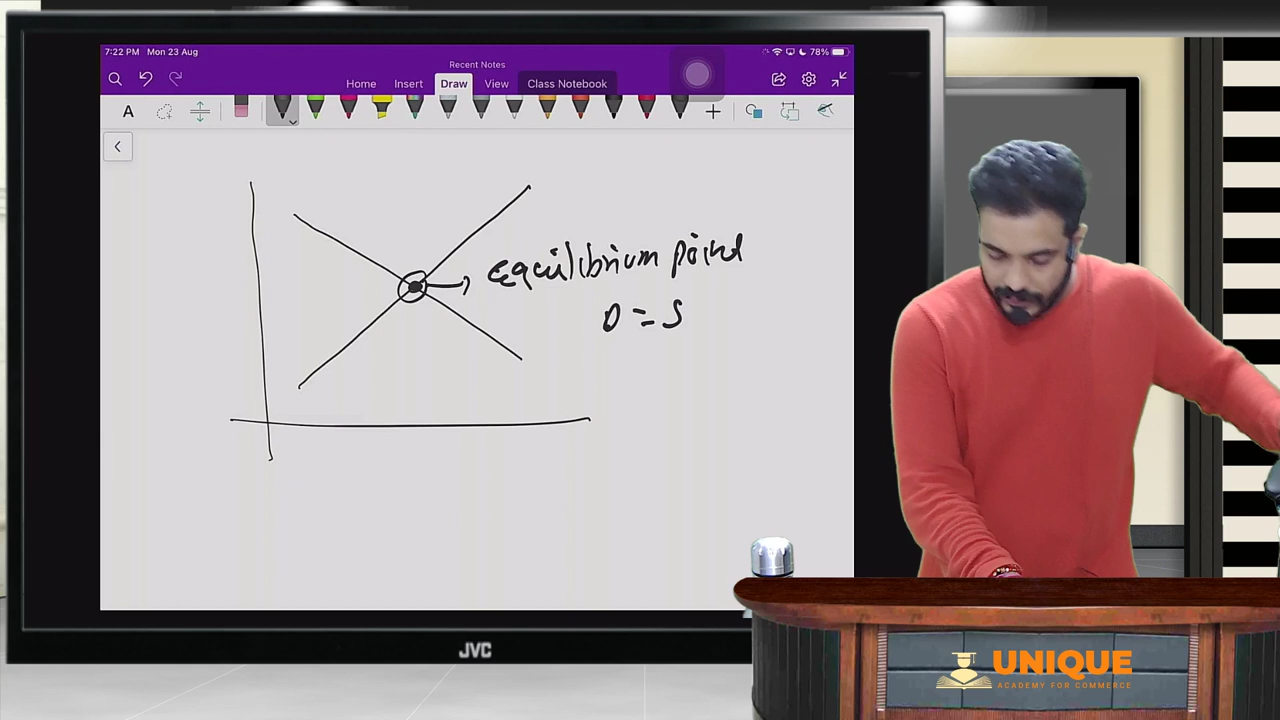 7:22 PM Mon 23 Aug
78%
Recent Notes
Home Insert Draw View Class Notebook
A
equilibrium point
D = S
JVC
UNIQUE
ACADEMY FOR COMMERCE